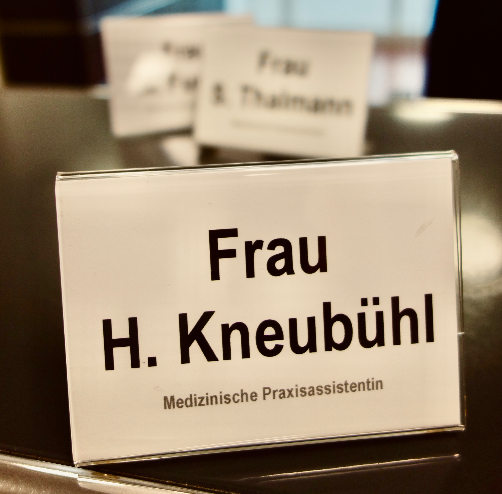 Frau
S. Thalmann
Frau
H. Kneubühl
Medizinische Praxisassistentin